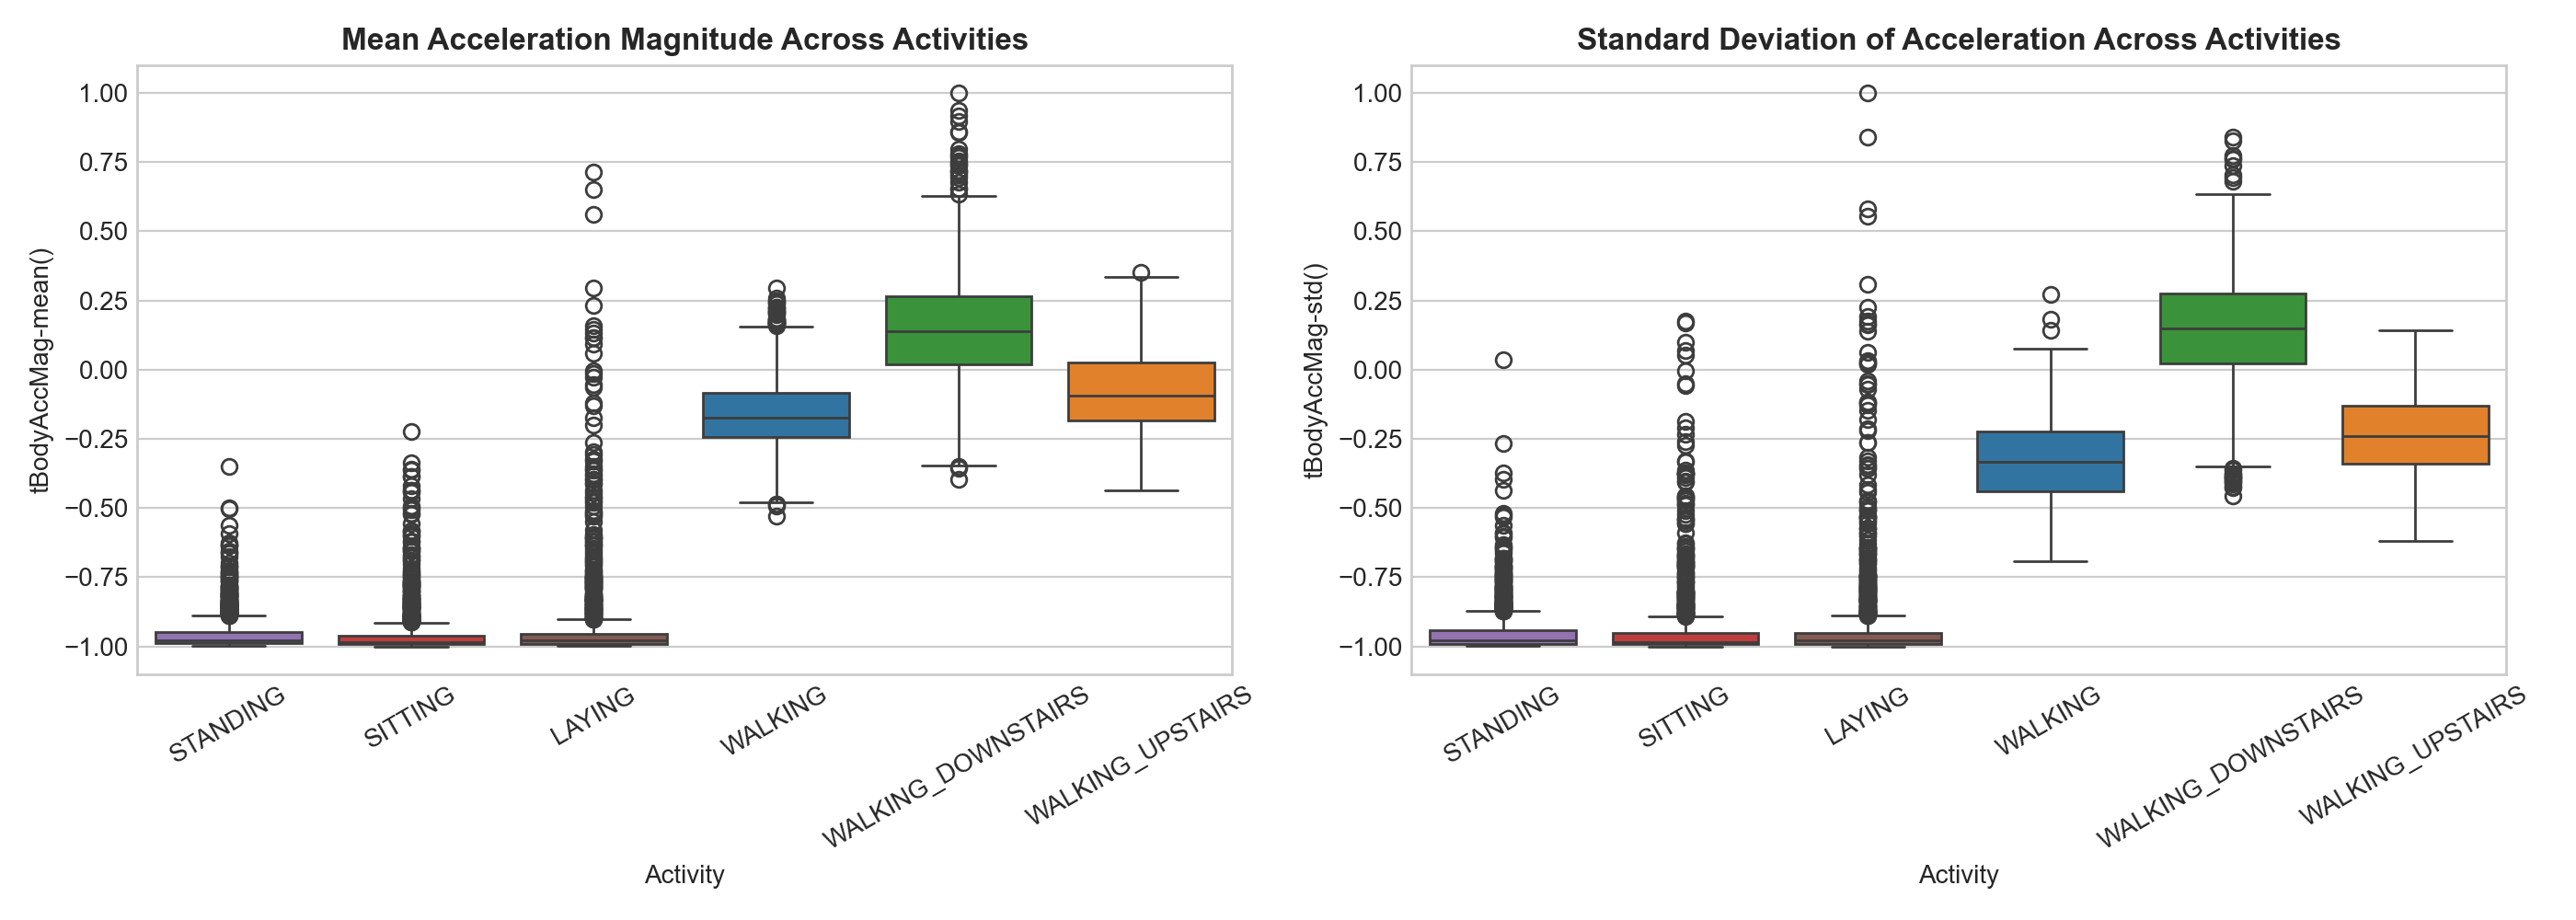 Mean Acceleration Magnitude Across Activities
tBodyAccMag-mean()
1.00
0.75
0.50
0.25
0.00
−0.25
−0.50
−0.75
−1.00
STANDING
SITTING
LAYING
WALKING
WALKING_DOWNSTAIRS
WALKING_UPSTAIRS
Activity
Standard Deviation of Acceleration Across Activities
tBodyAccMag-std()
1.00
0.75
0.50
0.25
0.00
−0.25
−0.50
−0.75
−1.00
STANDING
SITTING
LAYING
WALKING
WALKING_DOWNSTAIRS
WALKING_UPSTAIRS
Activity